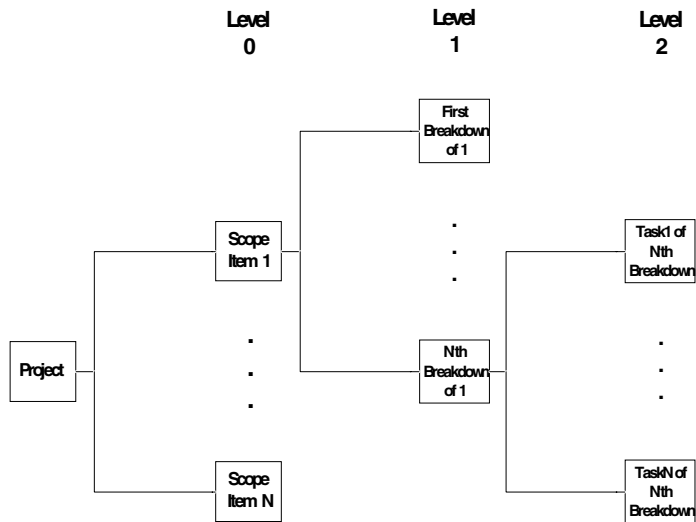 Level
0
Level
1
Level
2
First
Breakdown
of 1
Scope
Item 1
Task1 of
Nth
Breakdown
Project
Nth
Breakdown
of 1
Scope
Item N
TaskN of
Nth
Breakdown